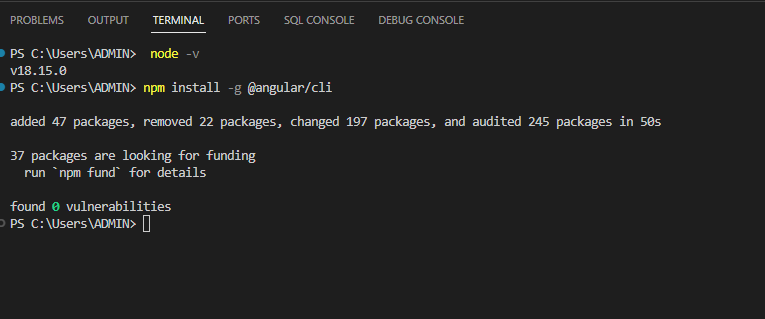 PROBLEMS OUTPUT TERMINAL PORTS SQL CONSOLE DEBUG CONSOLE
PS C:\Users\ADMIN>  node -v
v18.15.0
PS C:\Users\ADMIN> npm install -g @angular/cli
added 47 packages, removed 22 packages, changed 197 packages, and audited 245 packages in 50s
37 packages are looking for funding
  run `npm fund` for details
found 0 vulnerabilities
PS C:\Users\ADMIN>